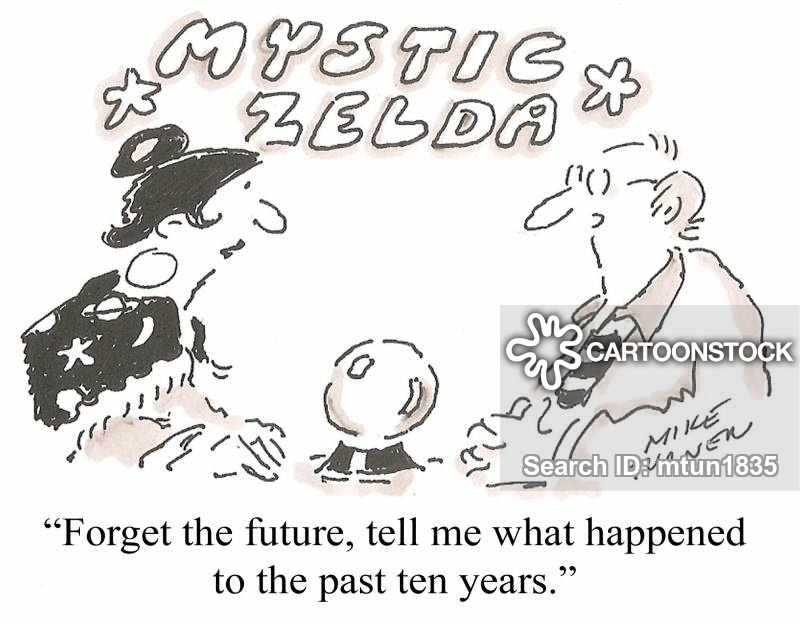 MYSTIC
ZELDA
CARTOONSTOCK
MIKE
Search ID: mtun1835
“Forget the future, tell me what happened
to the past ten years.”